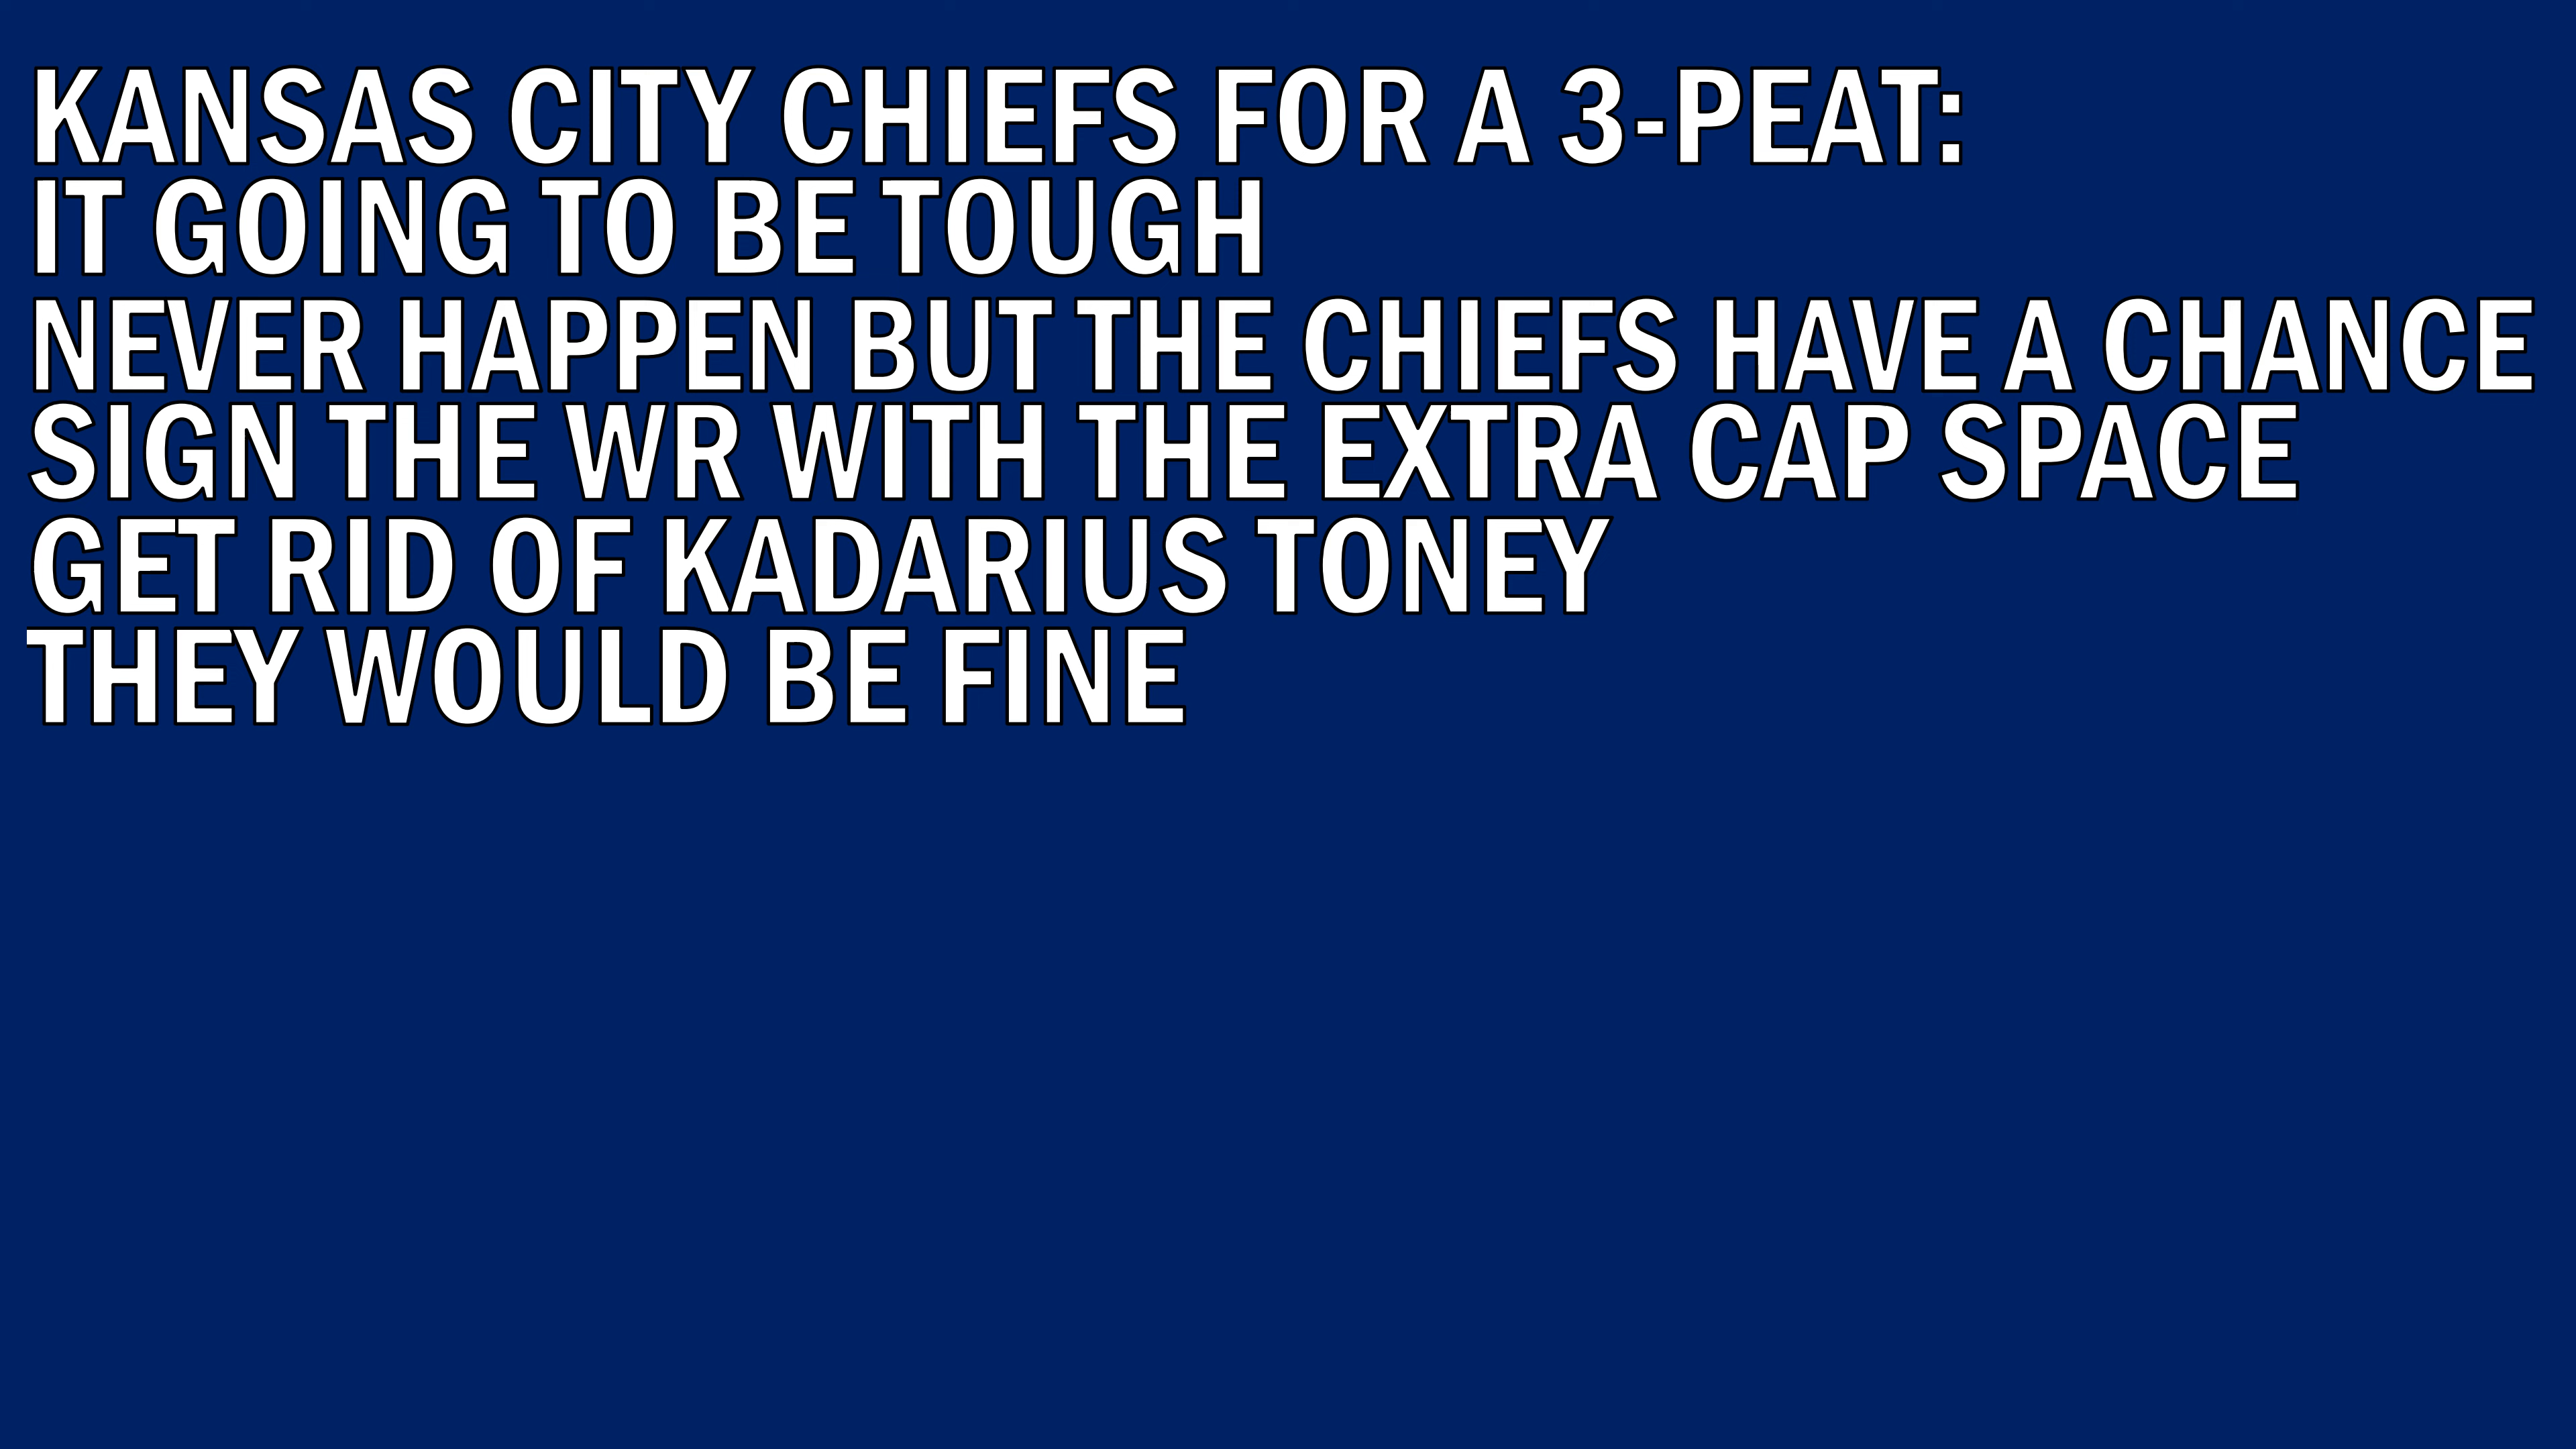 KANSAS CITY CHIEFS FOR A 3-PEAT:
IT GOING TO BE TOUGH
NEVER HAPPEN BUT THE CHIEFS HAVE A CHANCE
SIGN THE WR WITH THE EXTRA CAP SPACE
GET RID OF KADARIUS TONEY
THEY WOULD BE FINE